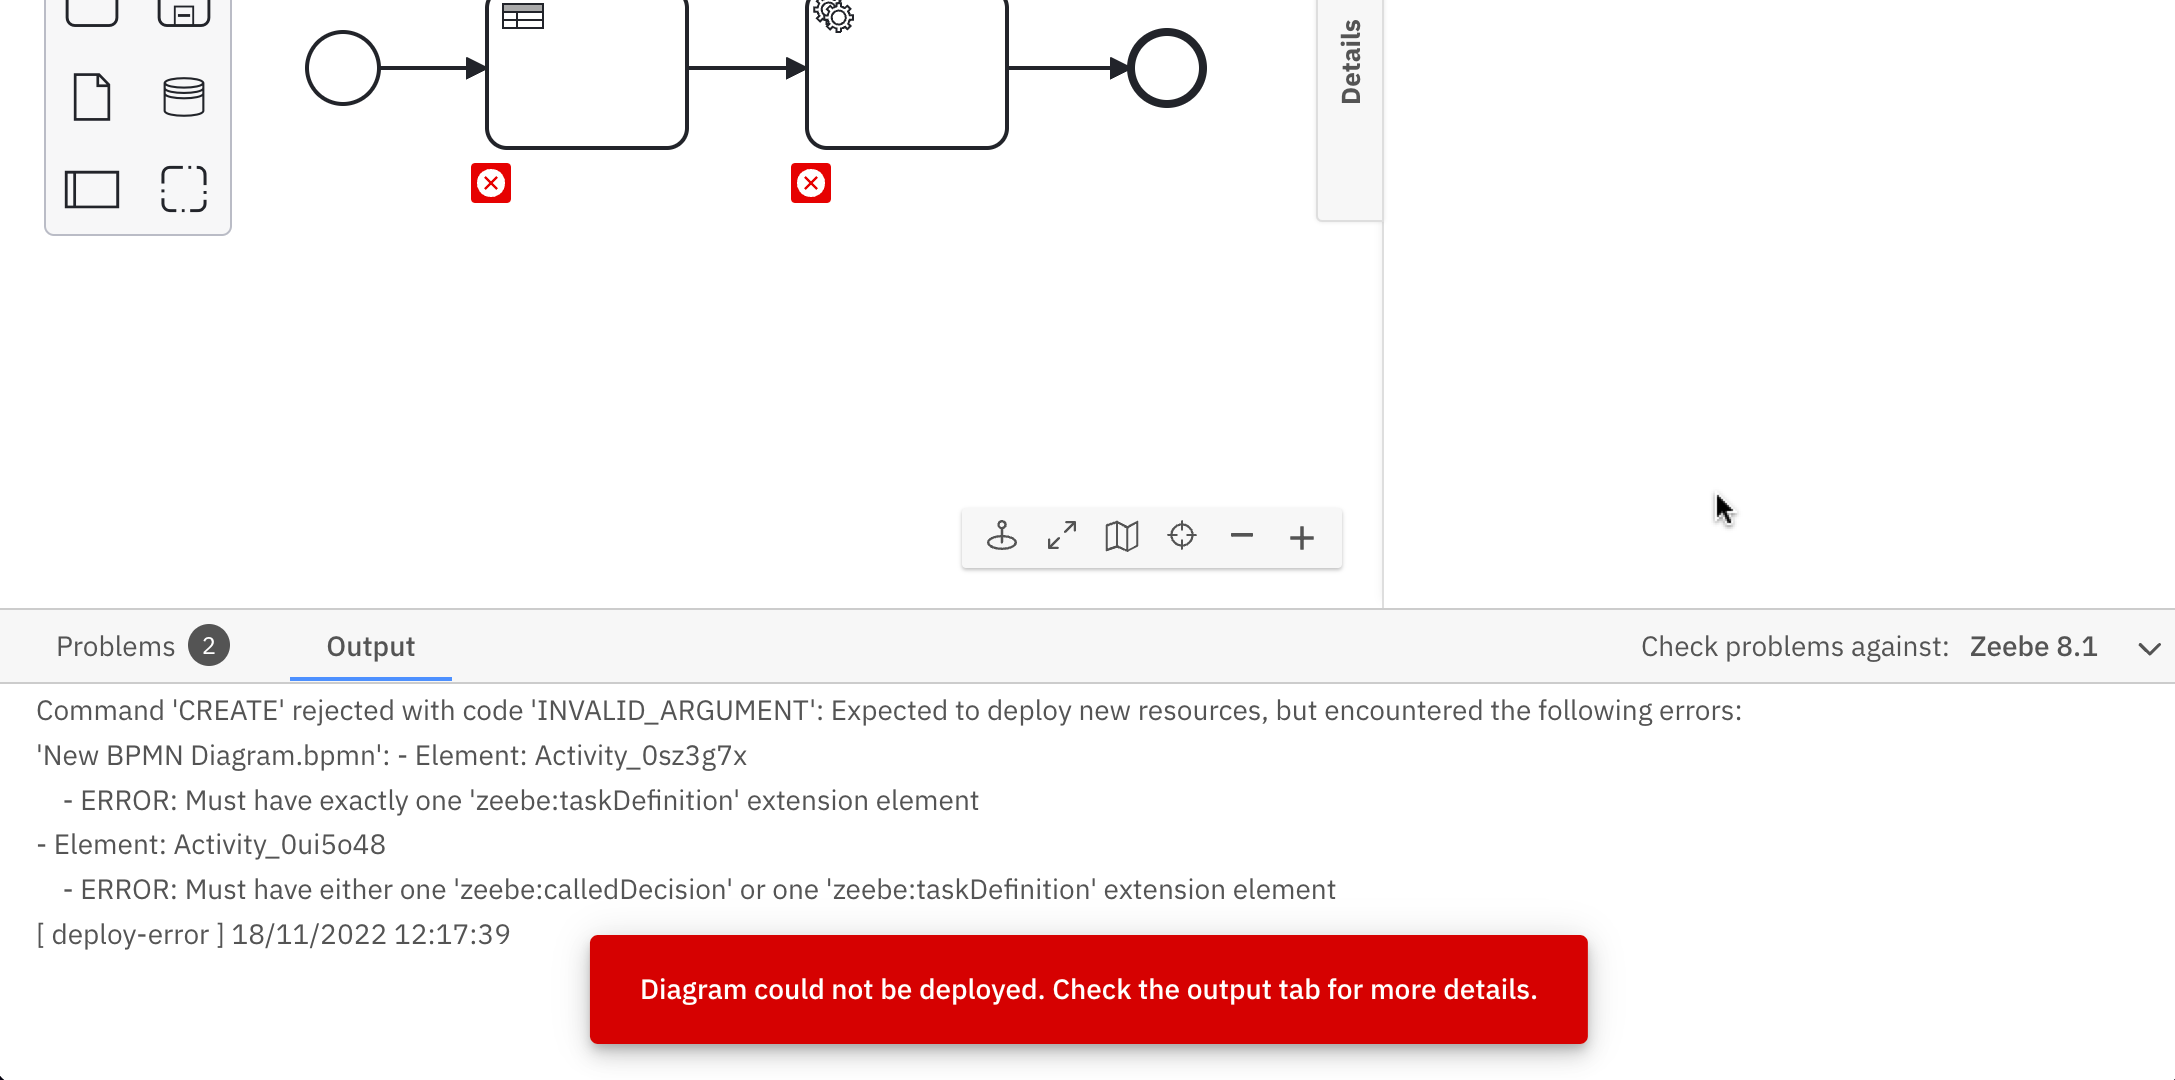 Details
Problems 2 Output Check problems against: Zeebe 8.1
Command 'CREATE' rejected with code 'INVALID_ARGUMENT': Expected to deploy new resources, but encountered the following errors:
'New BPMN Diagram.bpmn': - Element: Activity_0sz3g7x
- ERROR: Must have exactly one 'zeebe:taskDefinition' extension element
- Element: Activity_0ui5o48
- ERROR: Must have either one 'zeebe:calledDecision' or one 'zeebe:taskDefinition' extension element
[ deploy-error ] 18/11/2022 12:17:39
Diagram could not be deployed. Check the output tab for more details.